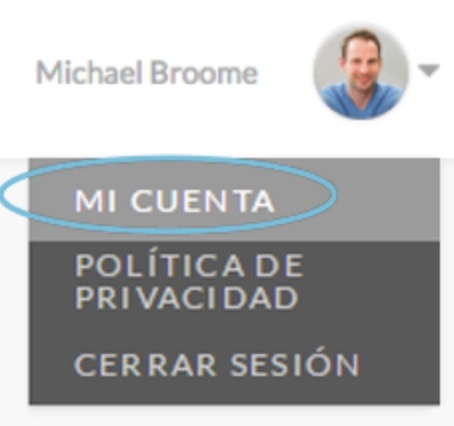 Michael Broome
MI CUENTA
POLÍTICA DE
PRIVACIDAD
CERRAR SESIÓN